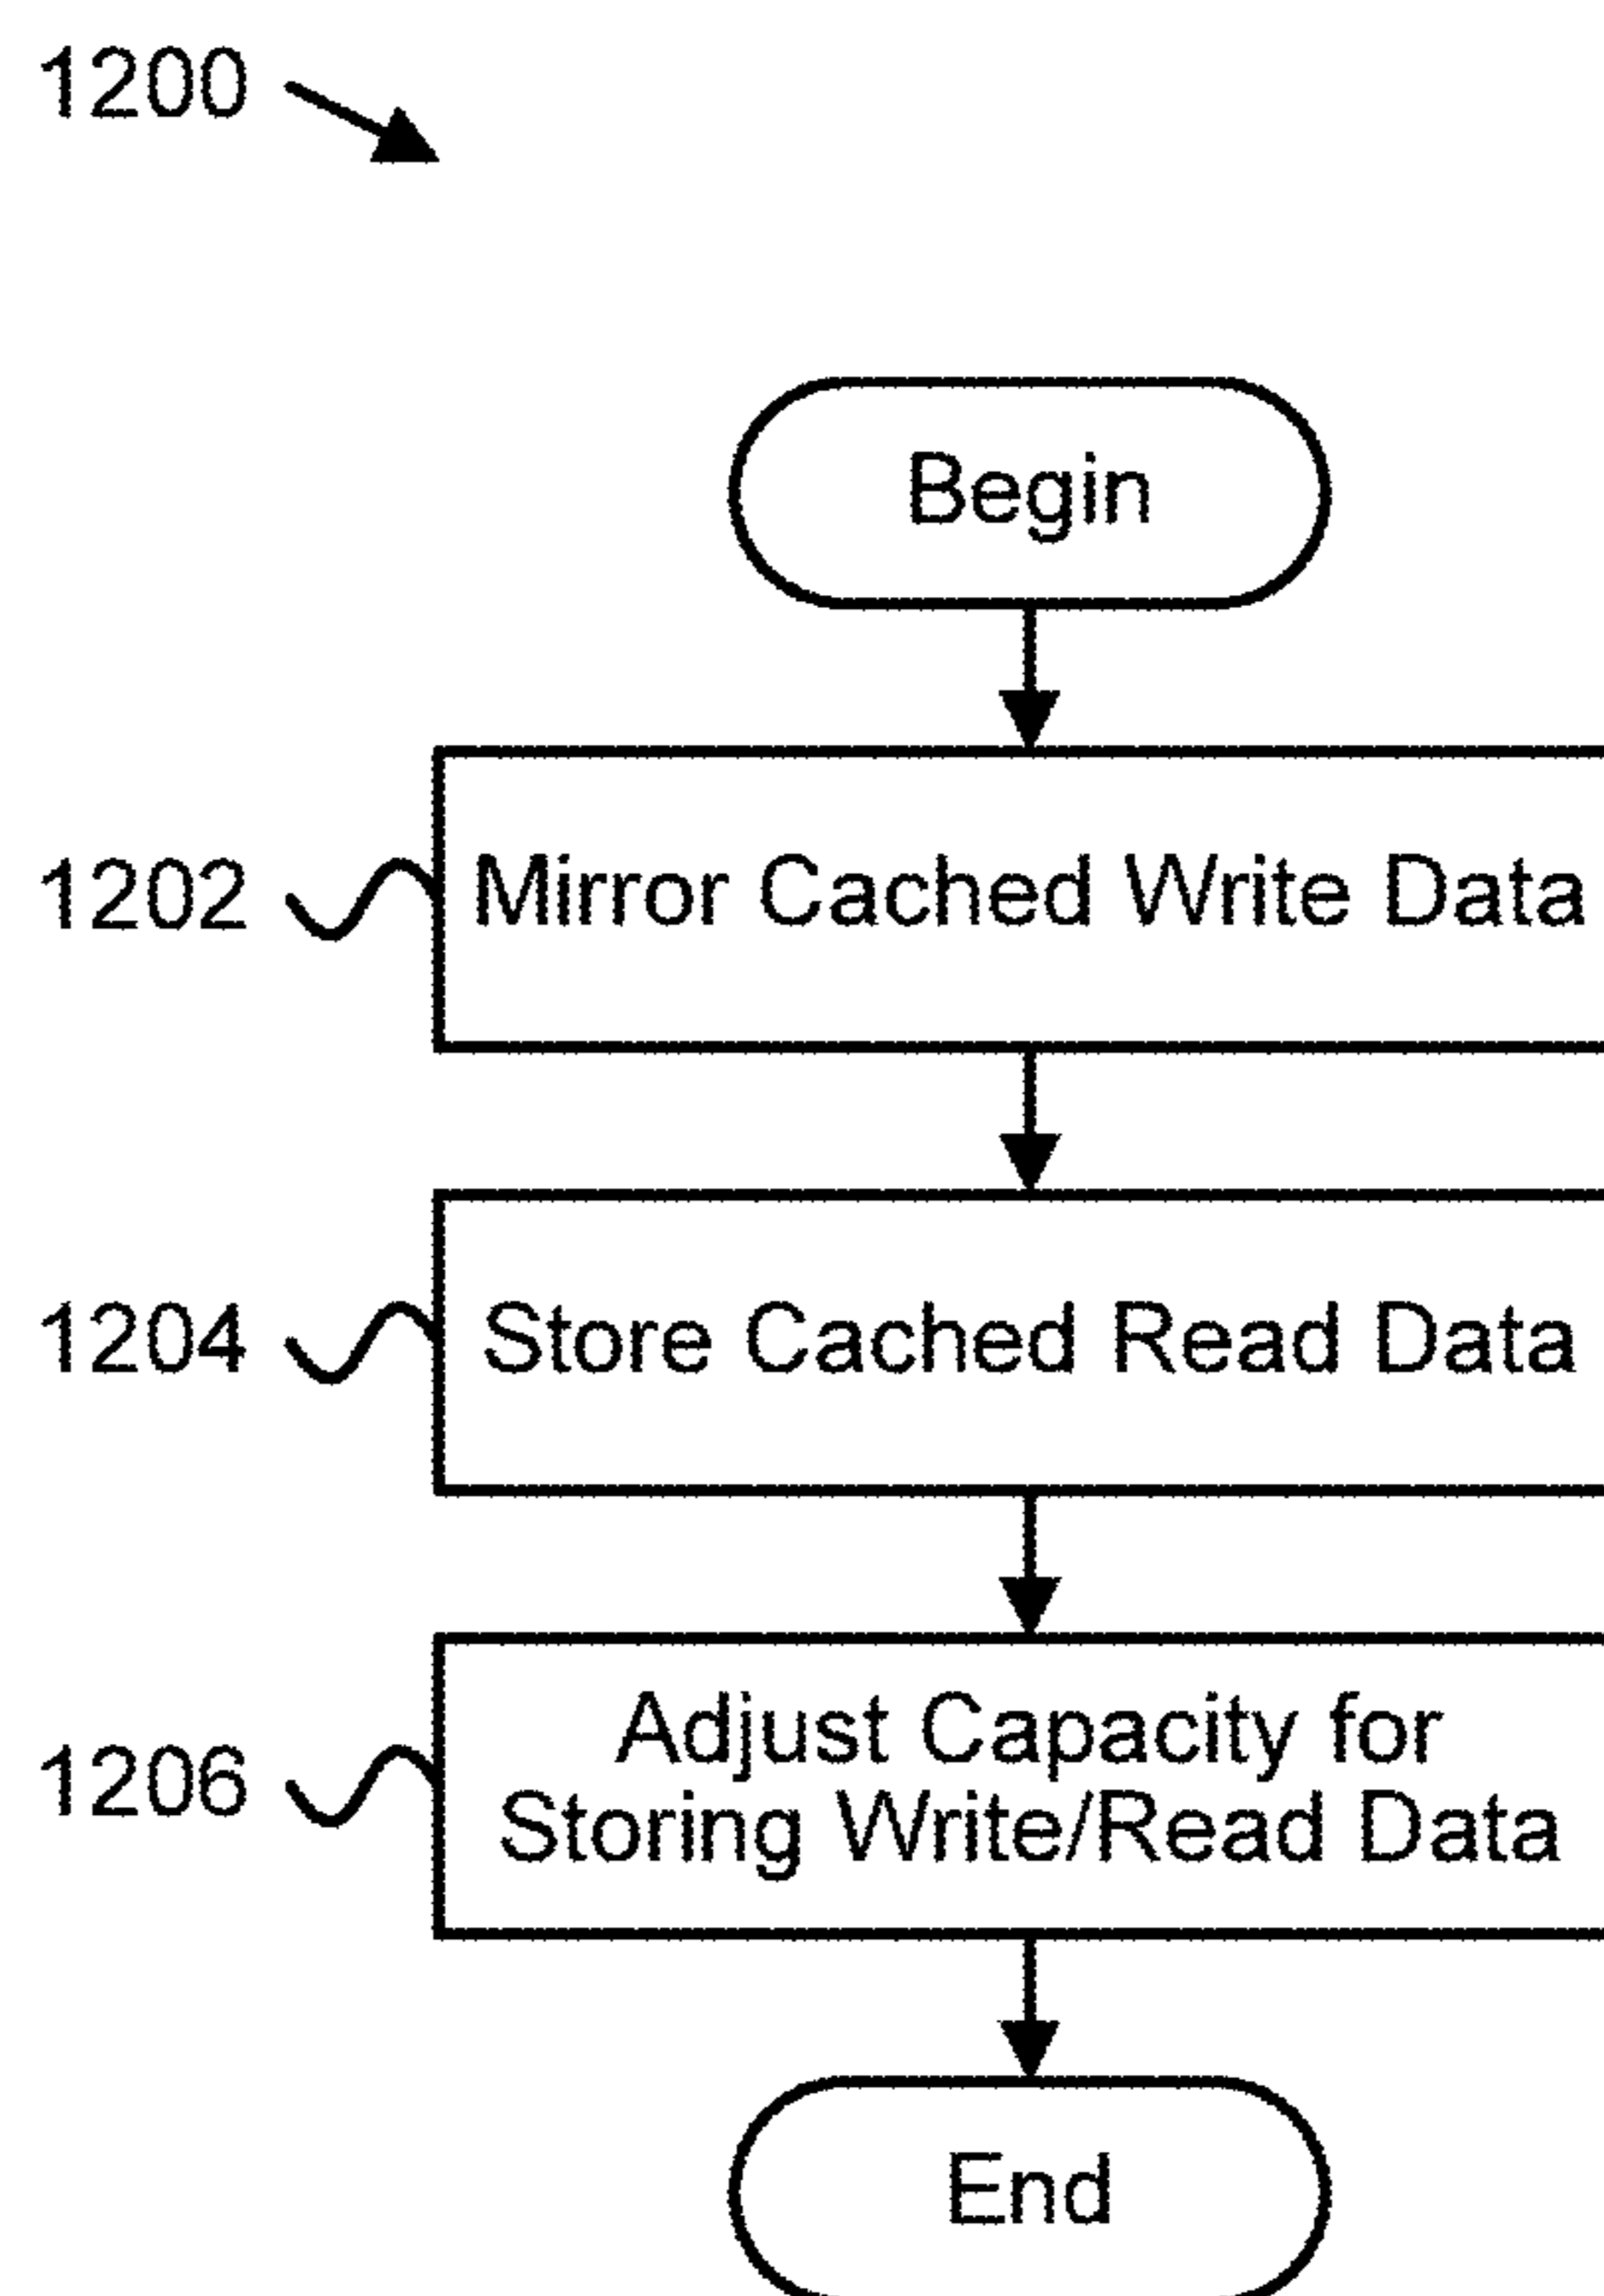 1200
Begin
1202 Mirror Cached Write Data
1204 Store Cached Read Data
1206 Adjust Capacity for
Storing Write/Read Data
End